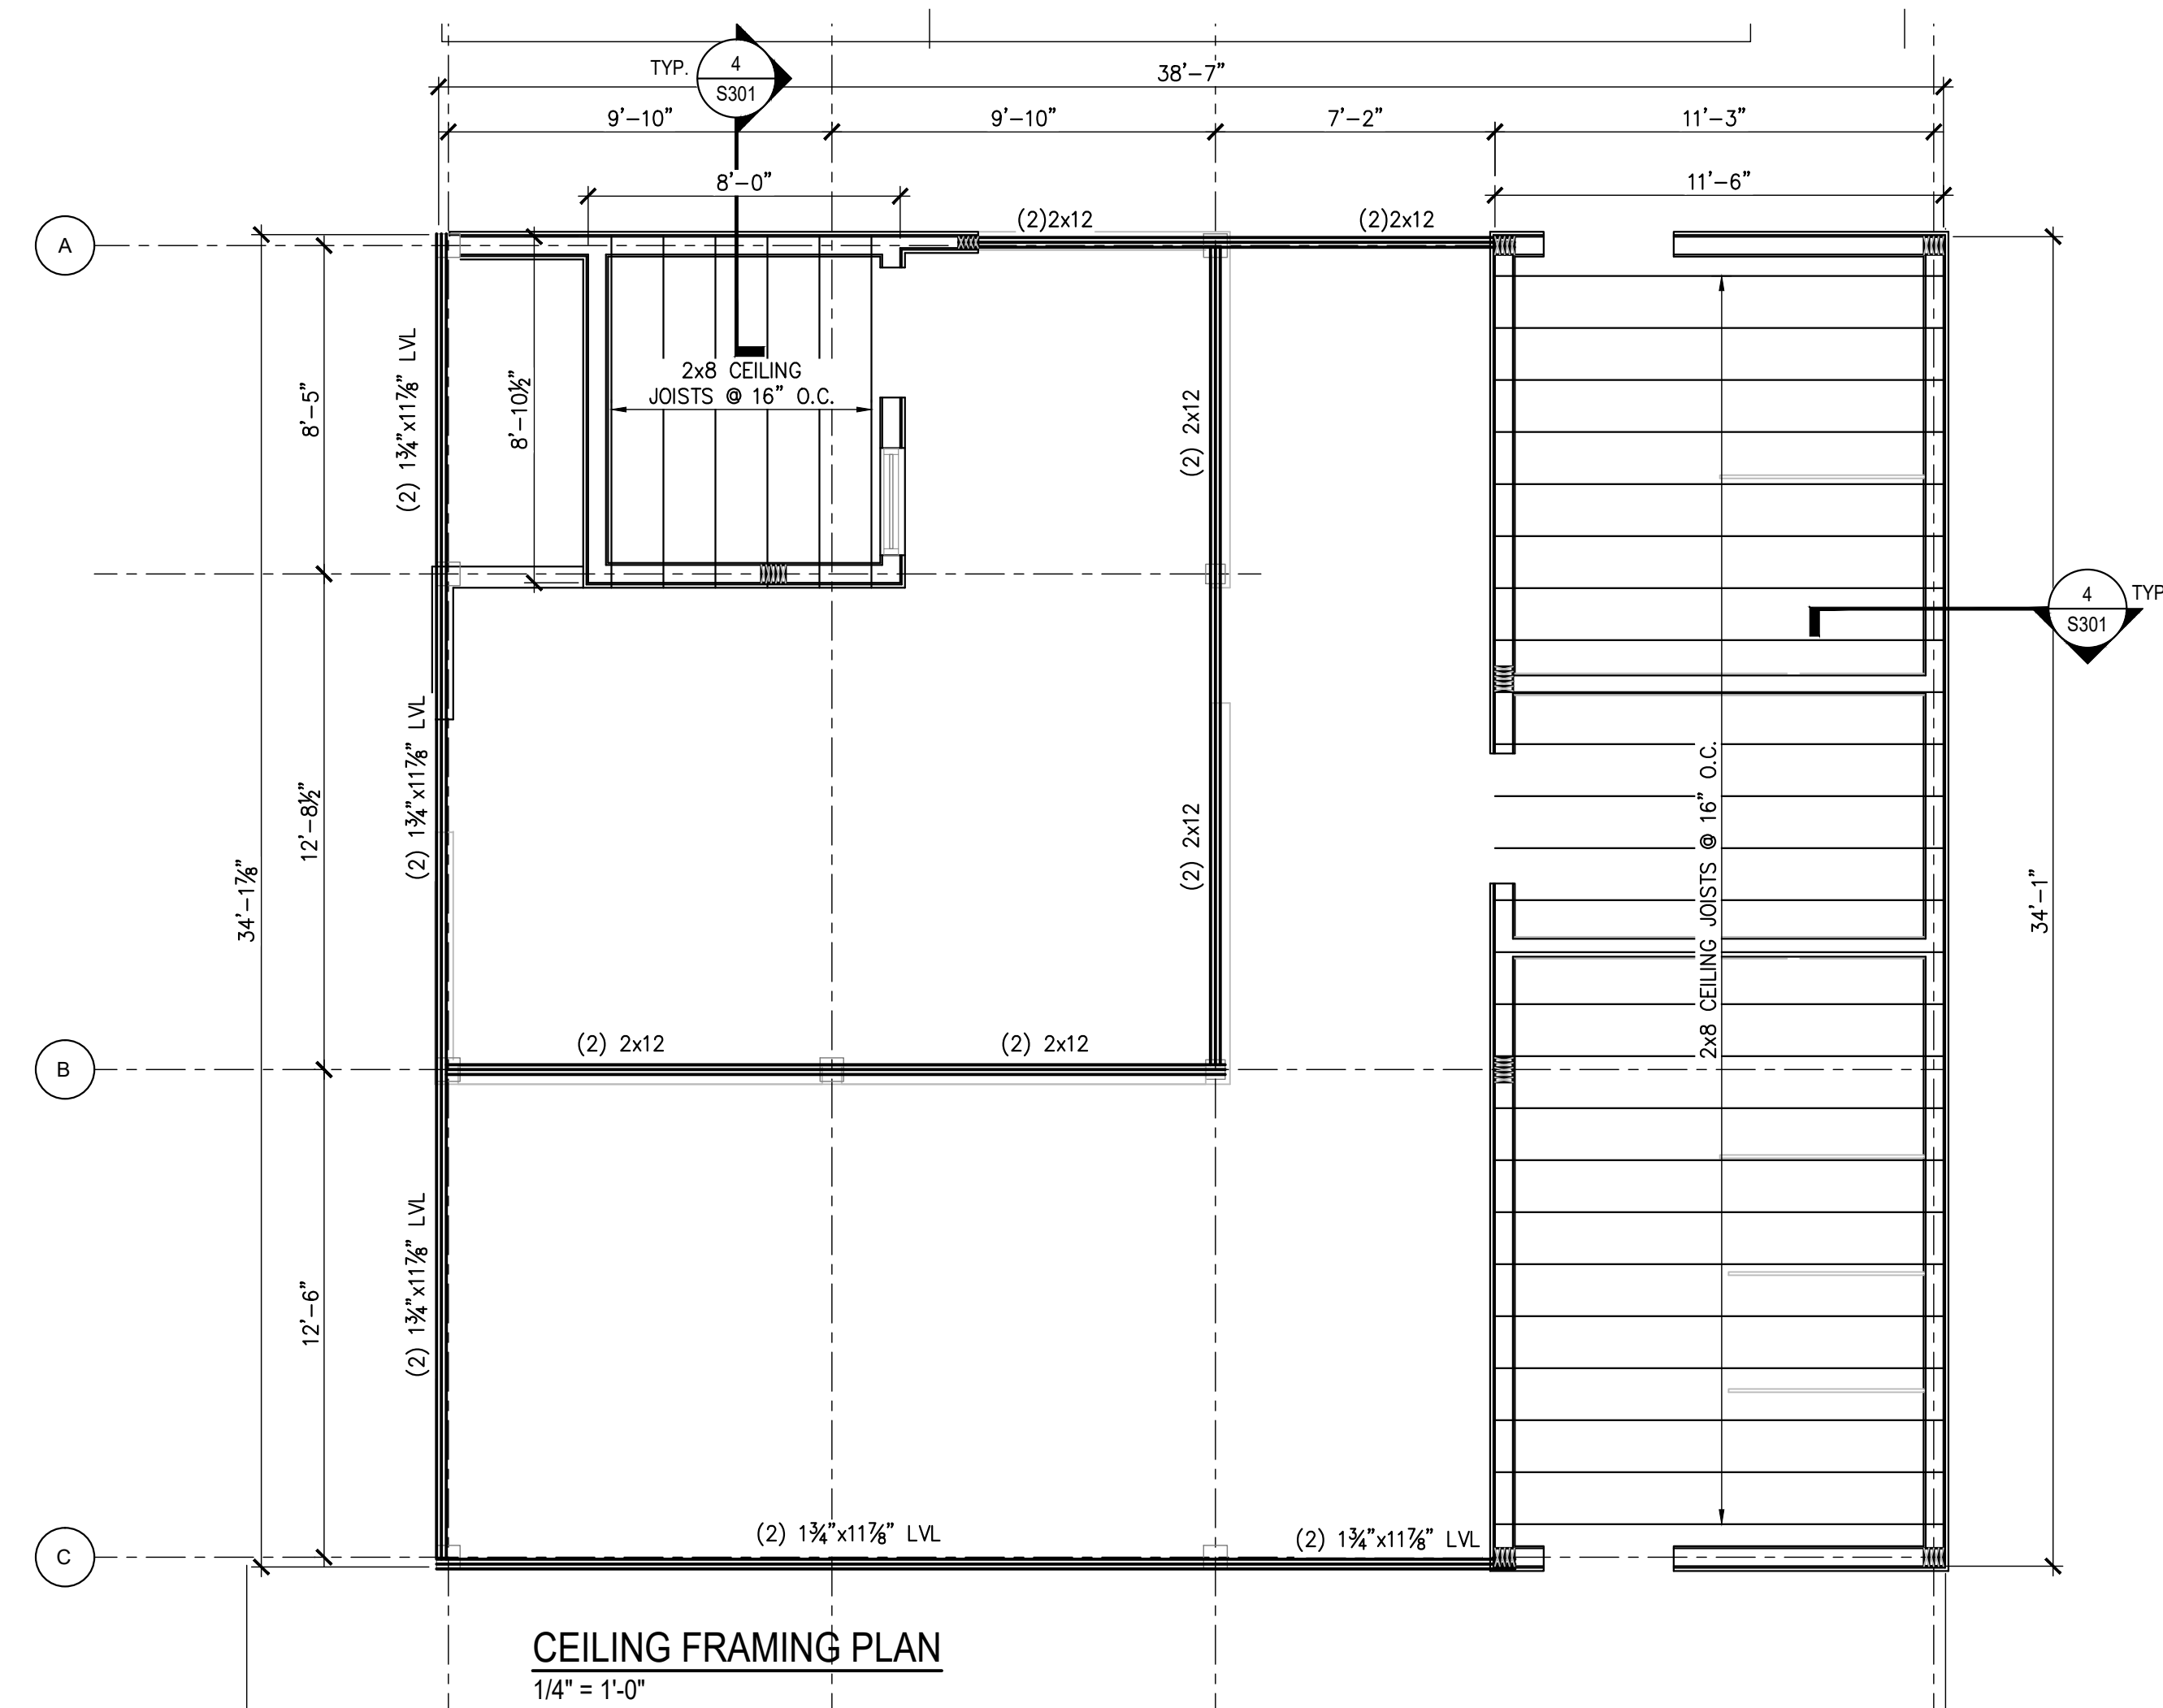 TYP.
4
S301
38'-7"
9'-10"
9'-10"
7'-2"
11'-3"
8'-0"
11'-6"
(2)2x12
(2)2x12
A
(2) 1¾"x11⅞" LVL
8'-5"
8'-10½"
2x8 CEILING
JOISTS @ 16" O.C.
(2) 2x12
4
S301
TYP
(2) 1¾"x11⅞" LVL
12'-8½"
34'-1⅞"
(2) 2x12
2x8 CEILING JOISTS @ 16" O.C.
34'-1"
B
(2) 2x12
(2) 2x12
(2) 1¾"x11⅞" LVL
12'-6"
C
(2) 1¾"x11⅞" LVL
(2) 1¾"x11⅞" LVL
CEILING FRAMING PLAN
1/4" = 1'-0"